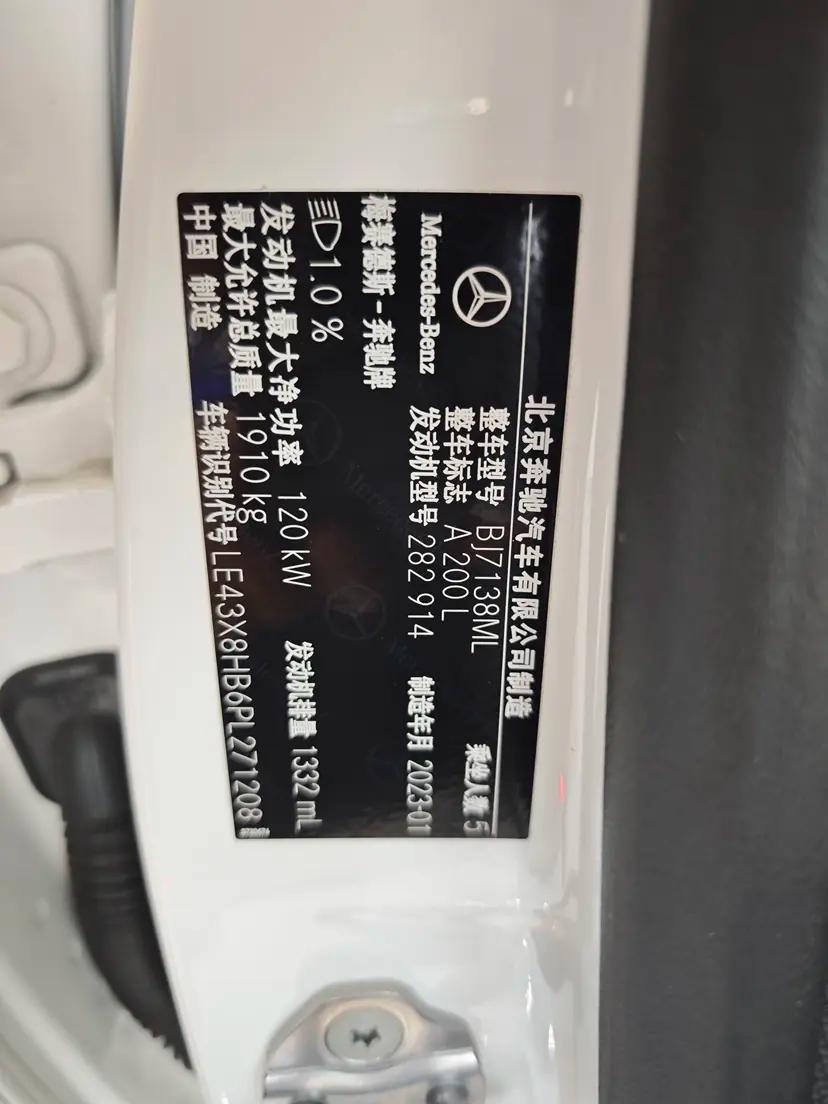 北京奔驰汽车有限公司制造
Mercedes-Benz
梅赛德斯-奔驰牌
整车型号 BJ7138ML 乘坐人数 5
整车标志 A 200 L
发动机型号 282 914 制造年月 2023-01
1.0 %
发动机最大净功率 120 kW 发动机排量 1332 mL
最大允许总质量 1910 kg
中国 制造 车辆识别代号 LE43X8HB6PL271208